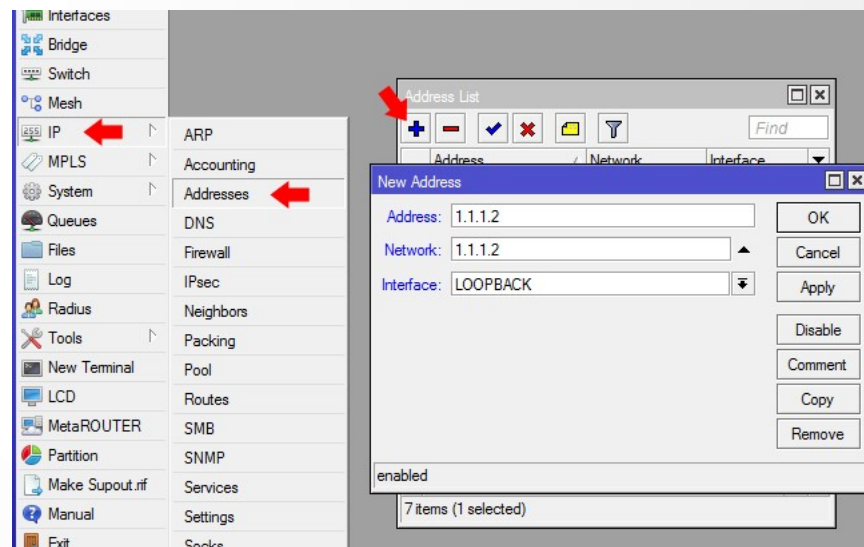 Interfaces
Bridge
Switch
Mesh
255 IP
MPLS
System
Queues
Files
Log
Radius
Tools
New Terminal
LCD
MetaROUTER
Partition
Make Supout.rif
Manual
Exit
ARP
Accounting
Addresses
DNS
Firewall
IPsec
Neighbors
Packing
Pool
Routes
SMB
SNMP
Services
Settings
Socks
Address List
Find
Address Network Interface
New Address
Address: 1.1.1.2
Network: 1.1.1.2
Interface: LOOPBACK
OK
Cancel
Apply
Disable
Comment
Copy
Remove
enabled
7 items (1 selected)